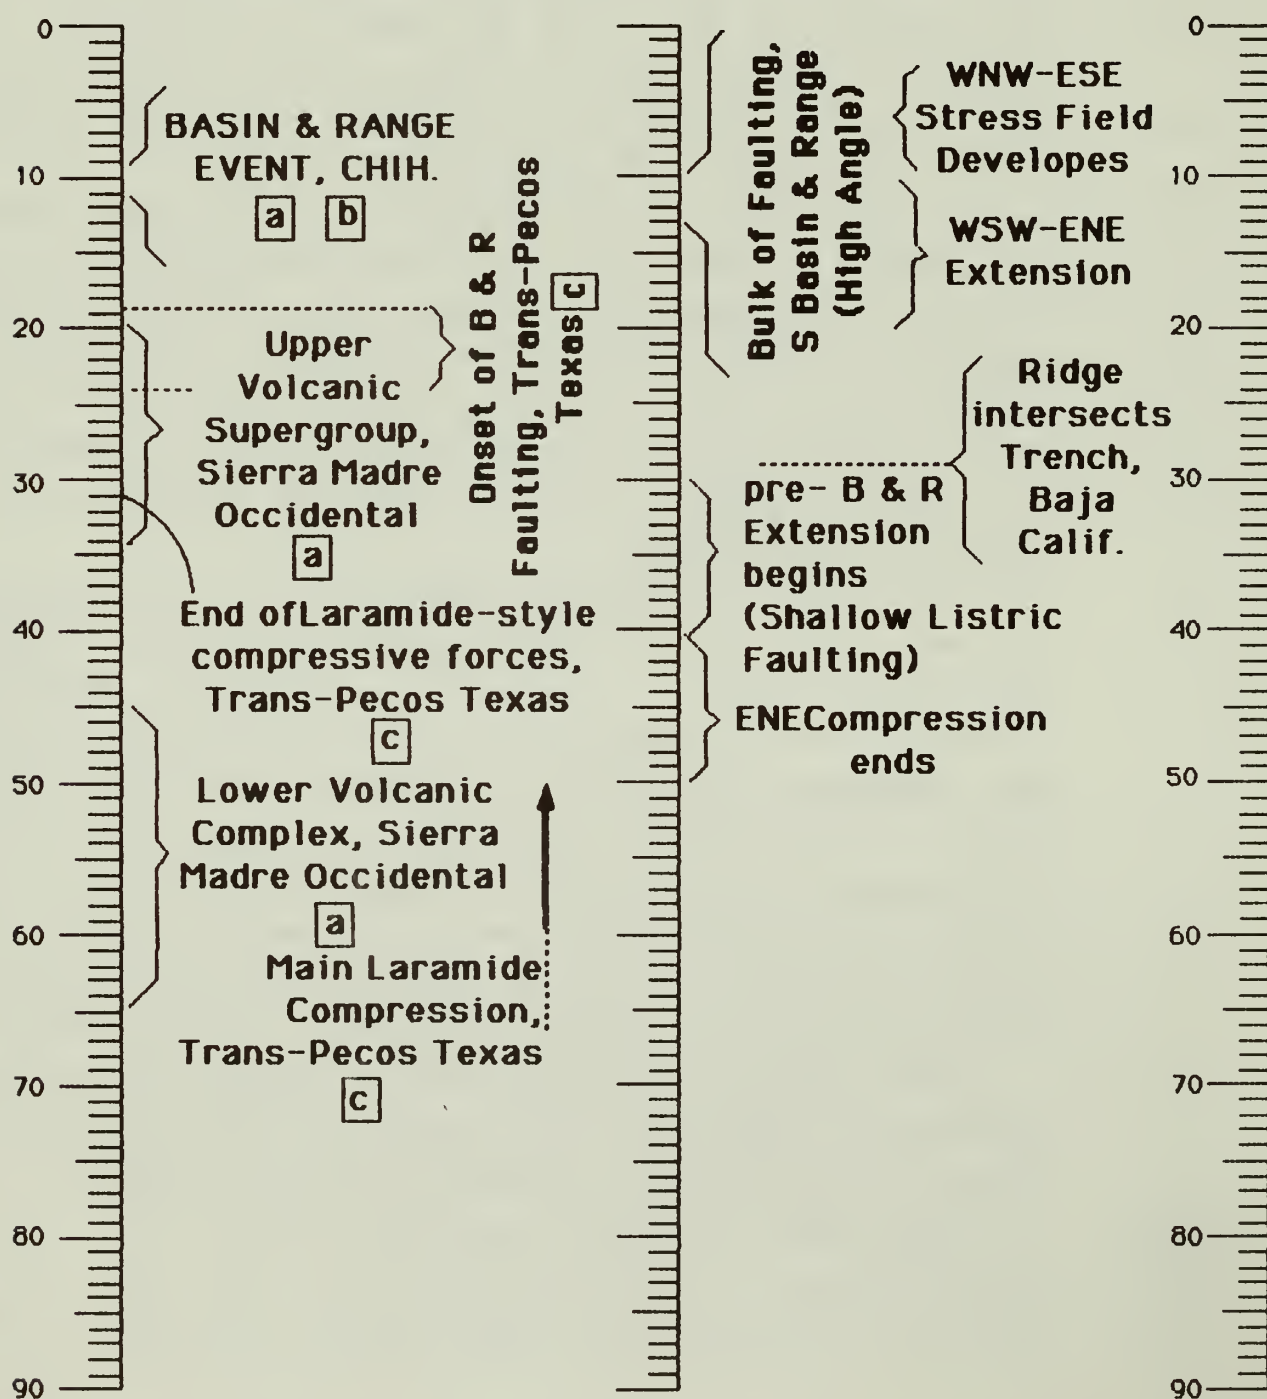 0
10
20
30
40
50
60
70
80
90
BASIN & RANGE
EVENT, CHIH.
a b
Upper
Volcanic
Supergroup,
Sierra Madre
Occidental
a
Onset of B & R
Faulting, Trans-Pecos
Texas c
End ofLaramide-style
compressive forces,
Trans-Pecos Texas
c
Lower Volcanic
Complex, Sierra
Madre Occidental
a
Main Laramide
Compression,
Trans-Pecos Texas
c
Bulk of Faulting,
S Basin & Range
(High Angle)
WNW-ESE
Stress Field
Developes
WSW-ENE
Extension
Ridge
intersects
Trench,
Baja
Calif.
pre- B & R
Extension
begins
(Shallow Listric
Faulting)
ENECompression
ends
0
10
20
30
40
50
60
70
80
90